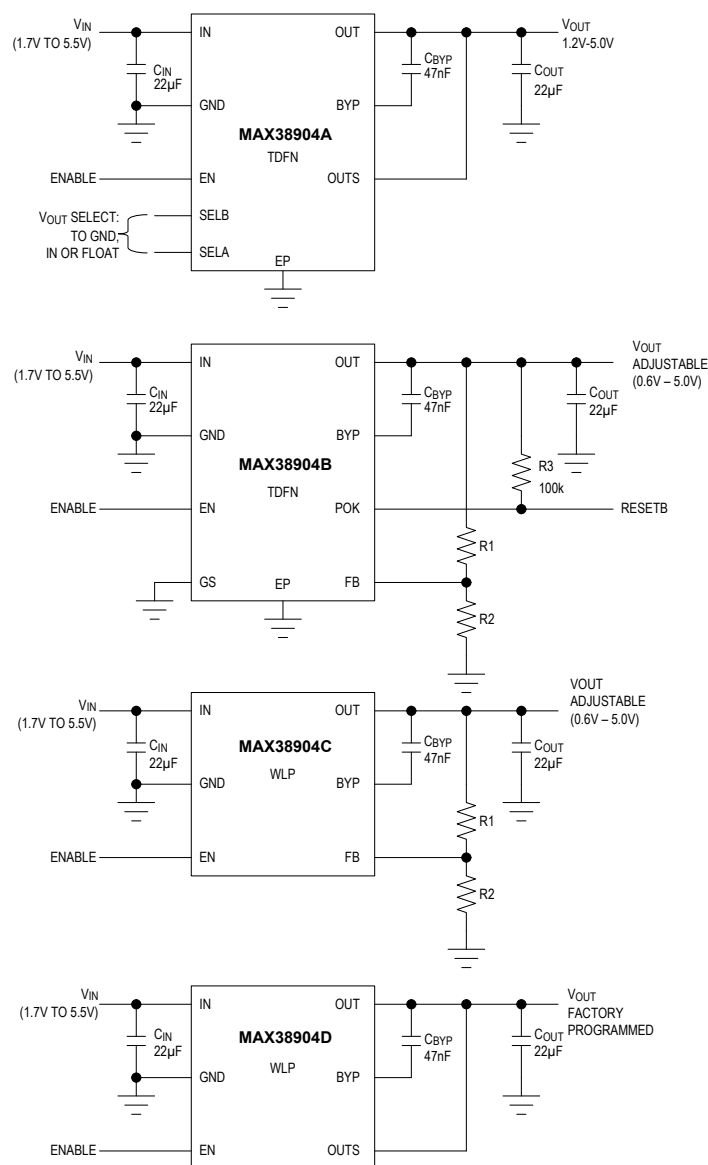 VIN
(1.7V TO 5.5V)
CIN
22µF
IN
GND
EN
SELB
SELA
OUT
BYP
OUTS
EP
MAX38904A
TDFN
CBYP
47nF
COUT
22µF
VOUT
1.2V-5.0V
ENABLE
VOUT SELECT:
TO GND,
IN OR FLOAT
VIN
(1.7V TO 5.5V)
CIN
22µF
IN
GND
EN
GS
OUT
BYP
POK
FB
EP
MAX38904B
TDFN
CBYP
47nF
COUT
22µF
VOUT
ADJUSTABLE
(0.6V – 5.0V)
R3
100k
RESETB
R1
R2
ENABLE
VIN
(1.7V TO 5.5V)
CIN
22µF
IN
GND
EN
OUT
BYP
FB
MAX38904C
WLP
CBYP
47nF
COUT
22µF
VOUT
ADJUSTABLE
(0.6V – 5.0V)
R1
R2
ENABLE
VIN
(1.7V TO 5.5V)
CIN
22µF
IN
GND
EN
OUT
BYP
OUTS
MAX38904D
WLP
CBYP
47nF
COUT
22µF
VOUT
FACTORY
PROGRAMMED
ENABLE